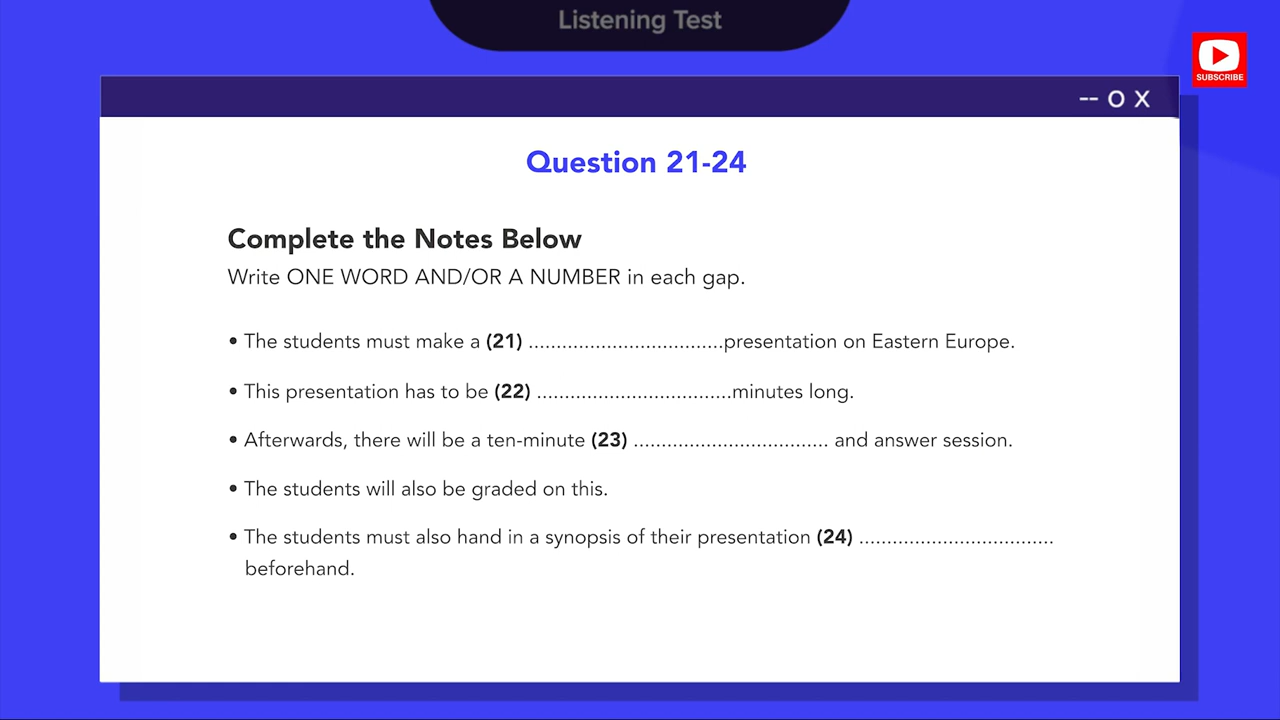 Listening Test
SUBSCRIBE
-- O X
Question 21-24
Complete the Notes Below
Write ONE WORD AND/OR A NUMBER in each gap.
• The students must make a (21) ...................................presentation on Eastern Europe.
• This presentation has to be (22) ...................................minutes long.
• Afterwards, there will be a ten-minute (23) ................................... and answer session.
• The students will also be graded on this.
• The students must also hand in a synopsis of their presentation (24) ...................................
beforehand.